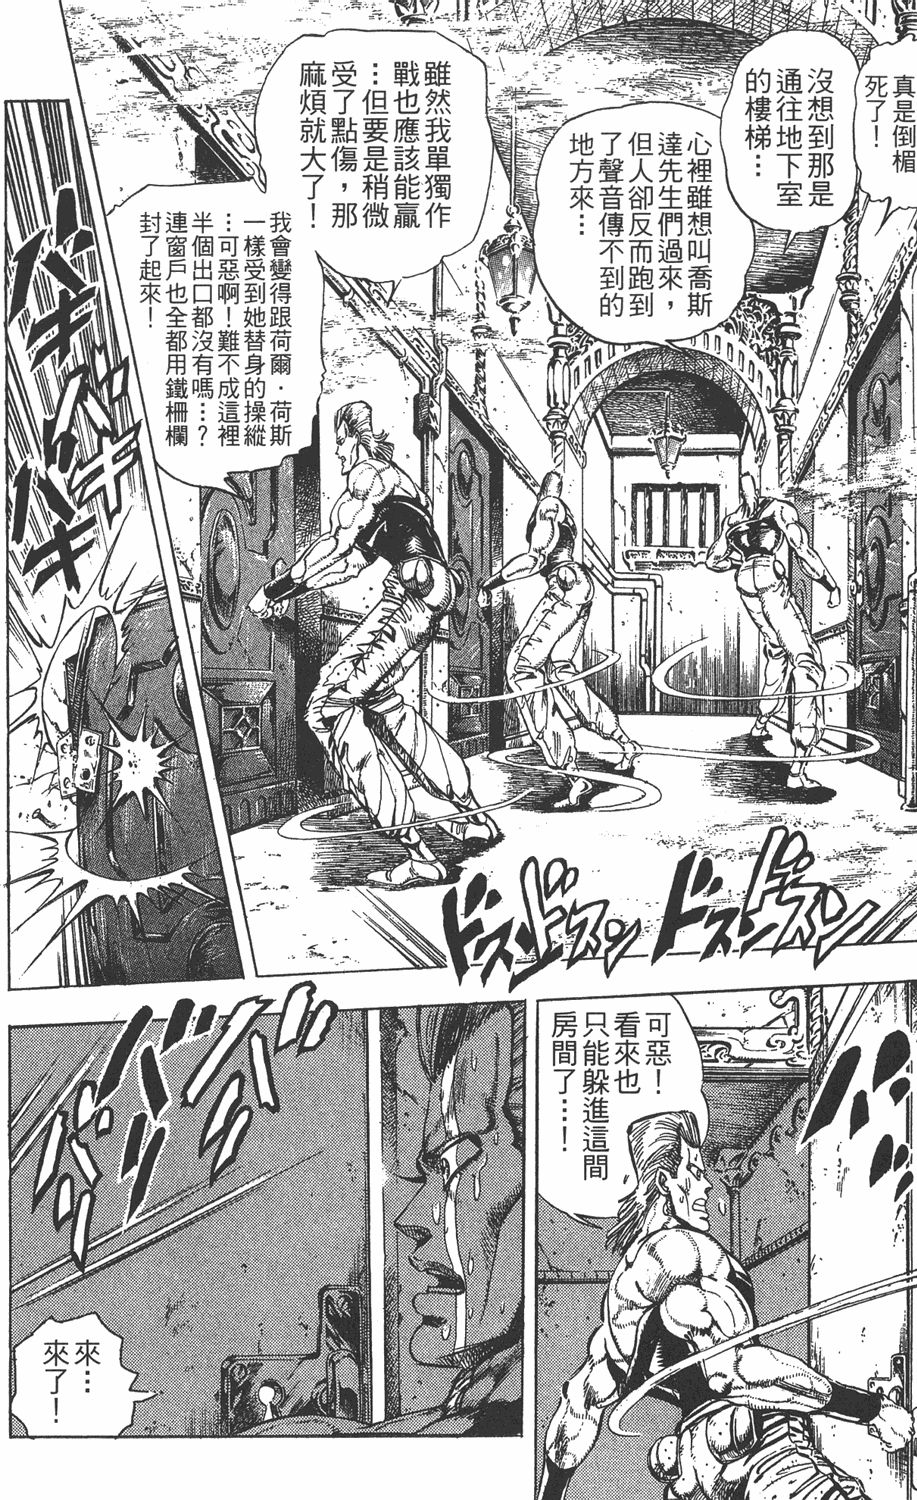 真是倒楣
死了！
沒想到那是
通往地下室
的樓梯…
心裡雖想叫喬斯
達先生們過來，
但人卻反而跑到
了聲音傳不到的
地方來…
雖然我單獨作
戰也應該能贏
…但要是稍微
受了點傷，那
麻煩就大了！
我會變得跟荷爾·荷斯
一樣受到她替身的操縱
…可惡啊！難不成這裡
半個出口都沒有嗎…？
連窗戶也全都用鐵柵欄
封了起來！
ドスドスン
ドスドスン
バキ
バキ
可惡！
看來也
只能躲進這間
房間了…！
バ
バ
バ
來…
來了！